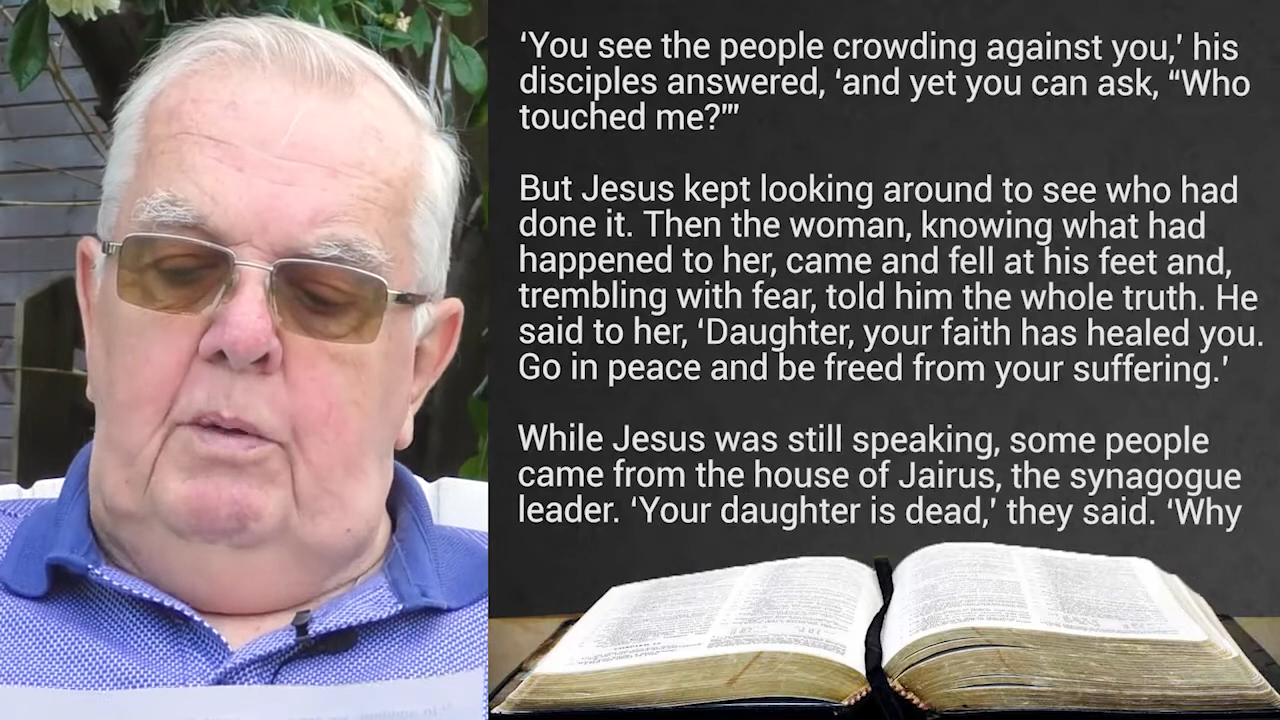 ‘You see the people crowding against you,’ his
disciples answered, ‘and yet you can ask, “Who
touched me?”’
But Jesus kept looking around to see who had
done it. Then the woman, knowing what had
happened to her, came and fell at his feet and,
trembling with fear, told him the whole truth. He
said to her, ‘Daughter, your faith has healed you.
Go in peace and be freed from your suffering.’
While Jesus was still speaking, some people
came from the house of Jairus, the synagogue
leader. ‘Your daughter is dead,’ they said. ‘Why